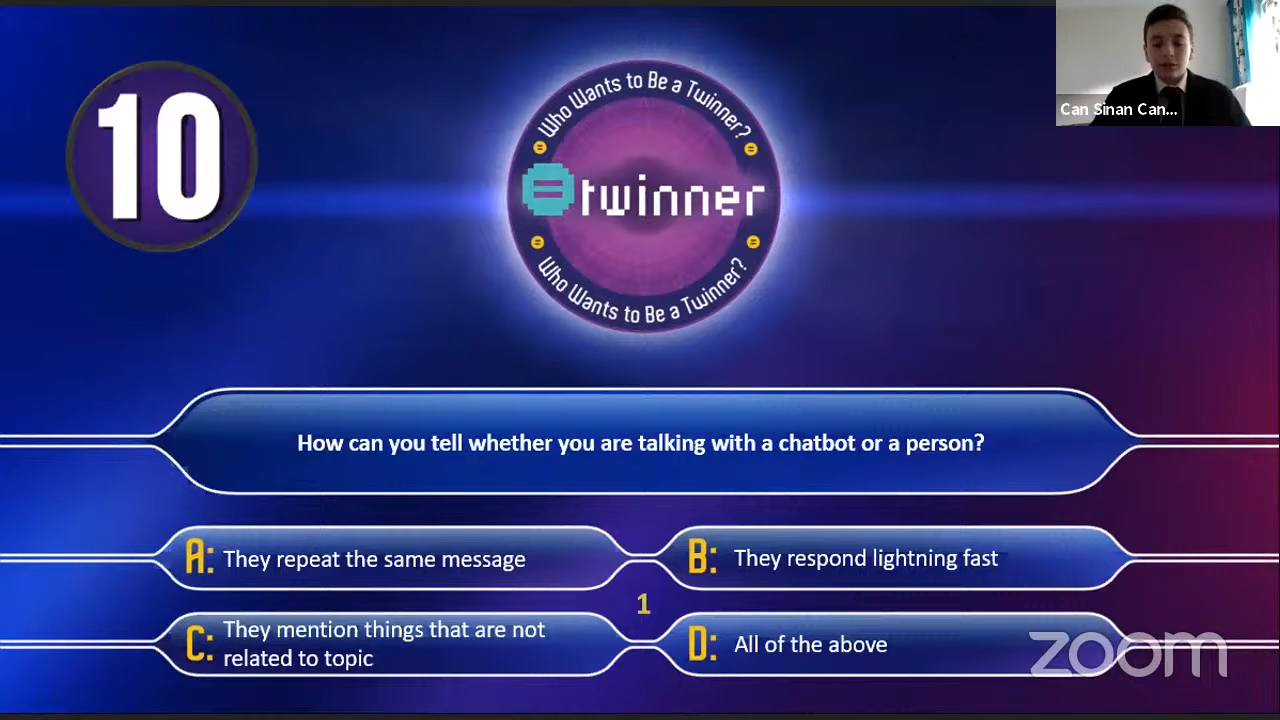 10
Who Wants to Be a Twinner?
twinner
Who Wants to Be a Twinner?
Can Sinan Can...
How can you tell whether you are talking with a chatbot or a person?
A: They repeat the same message
B: They respond lightning fast
1
C: They mention things that are not
related to topic
D: All of the above
zoom